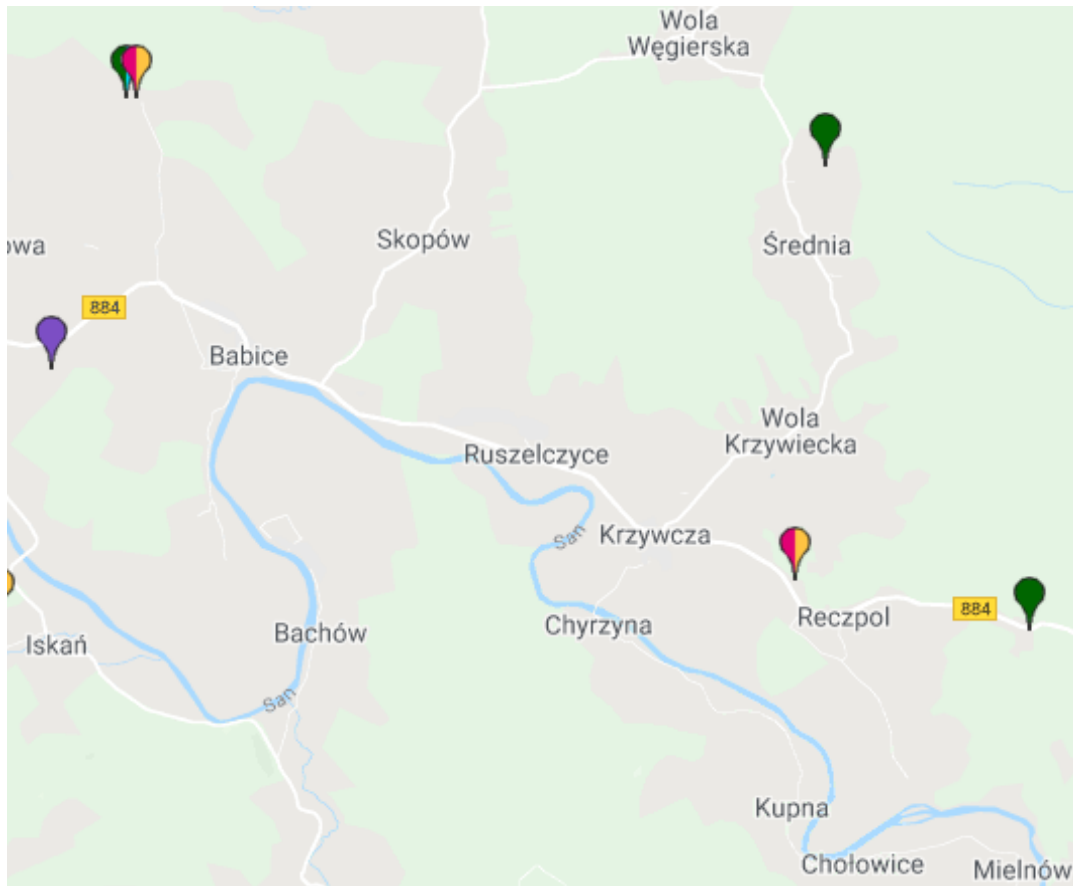 Wola
Węgierska
Skopów
Średnia
owa
884
Babice
Wola
Krzywiecka
Ruszelczyce
San
Krzywcza
Reczpol
884
Chyrzyna
Bachów
Iskań
San
Kupna
Chołowice
Mielnów